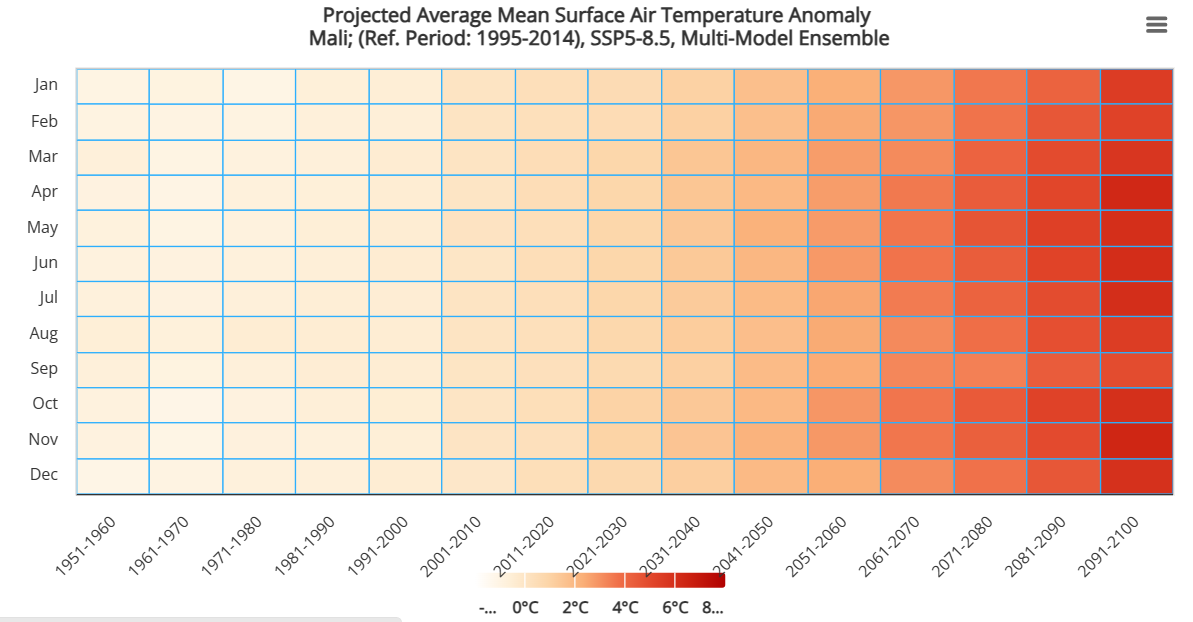 Projected Average Mean Surface Air Temperature Anomaly
Mali; (Ref. Period: 1995-2014), SSP5-8.5, Multi-Model Ensemble
Jan
Feb
Mar
Apr
May
Jun
Jul
Aug
Sep
Oct
Nov
Dec
1951-1960
1961-1970
1971-1980
1981-1990
1991-2000
2001-2010
2011-2020
2021-2030
2031-2040
2041-2050
2051-2060
2061-2070
2071-2080
2081-2090
2091-2100
-... 0°C 2°C 4°C 6°C 8...